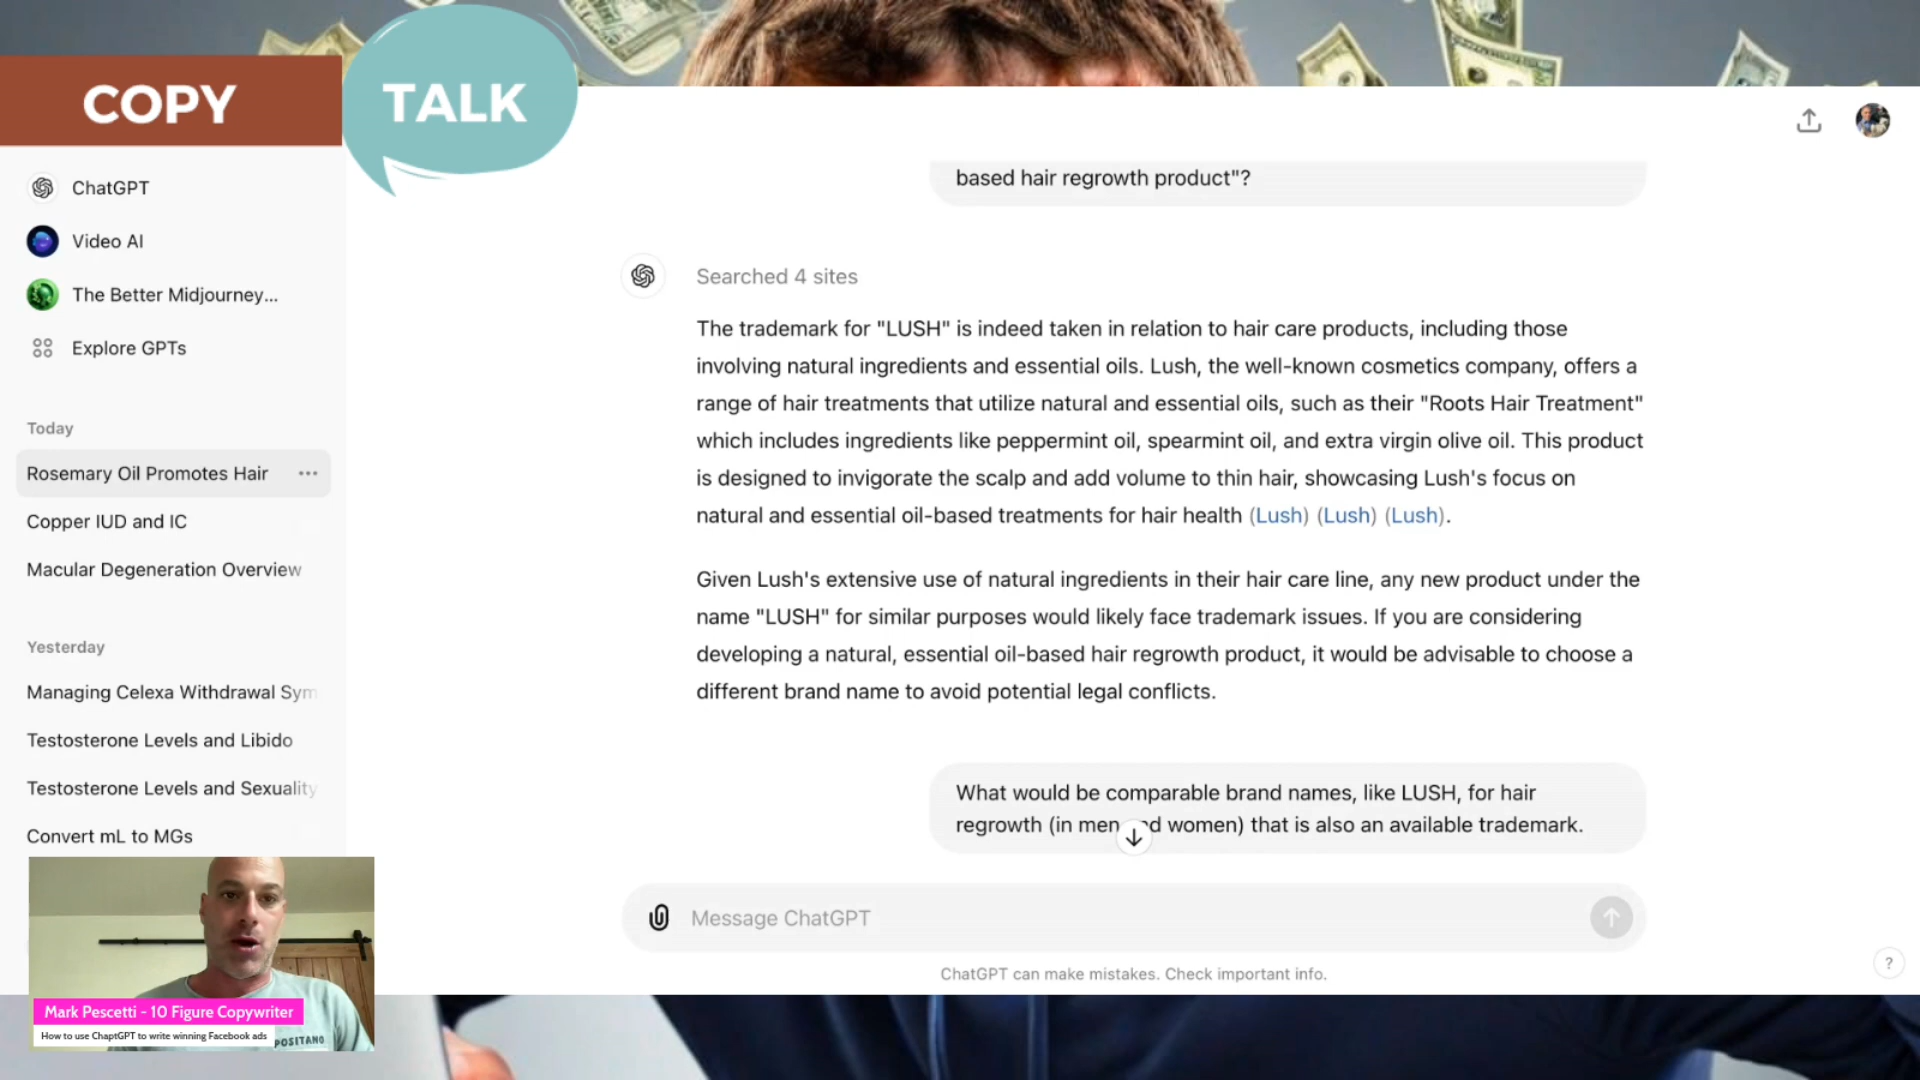 COPY
TALK
ChatGPT
Video AI
The Better Midjourney...
Explore GPTs
Today
Rosemary Oil Promotes Hair
Copper IUD and IC
Macular Degeneration Overview
Yesterday
Managing Celexa Withdrawal Sym
Testosterone Levels and Libido
Testosterone Levels and Sexuality
Convert mL to MGs
based hair regrowth product"?
Searched 4 sites
The trademark for "LUSH" is indeed taken in relation to hair care products, including those
involving natural ingredients and essential oils. Lush, the well-known cosmetics company, offers a
range of hair treatments that utilize natural and essential oils, such as their "Roots Hair Treatment"
which includes ingredients like peppermint oil, spearmint oil, and extra virgin olive oil. This product
is designed to invigorate the scalp and add volume to thin hair, showcasing Lush's focus on
natural and essential oil-based treatments for hair health (Lush) (Lush) (Lush).
Given Lush's extensive use of natural ingredients in their hair care line, any new product under the
name "LUSH" for similar purposes would likely face trademark issues. If you are considering
developing a natural, essential oil-based hair regrowth product, it would be advisable to choose a
different brand name to avoid potential legal conflicts.
What would be comparable brand names, like LUSH, for hair
regrowth (in men and women) that is also an available trademark.
Message ChatGPT
ChatGPT can make mistakes. Check important info.
?
Mark Pescetti - 10 Figure Copywriter
How to use ChaptGPT to write winning Facebook ads
POSITANO